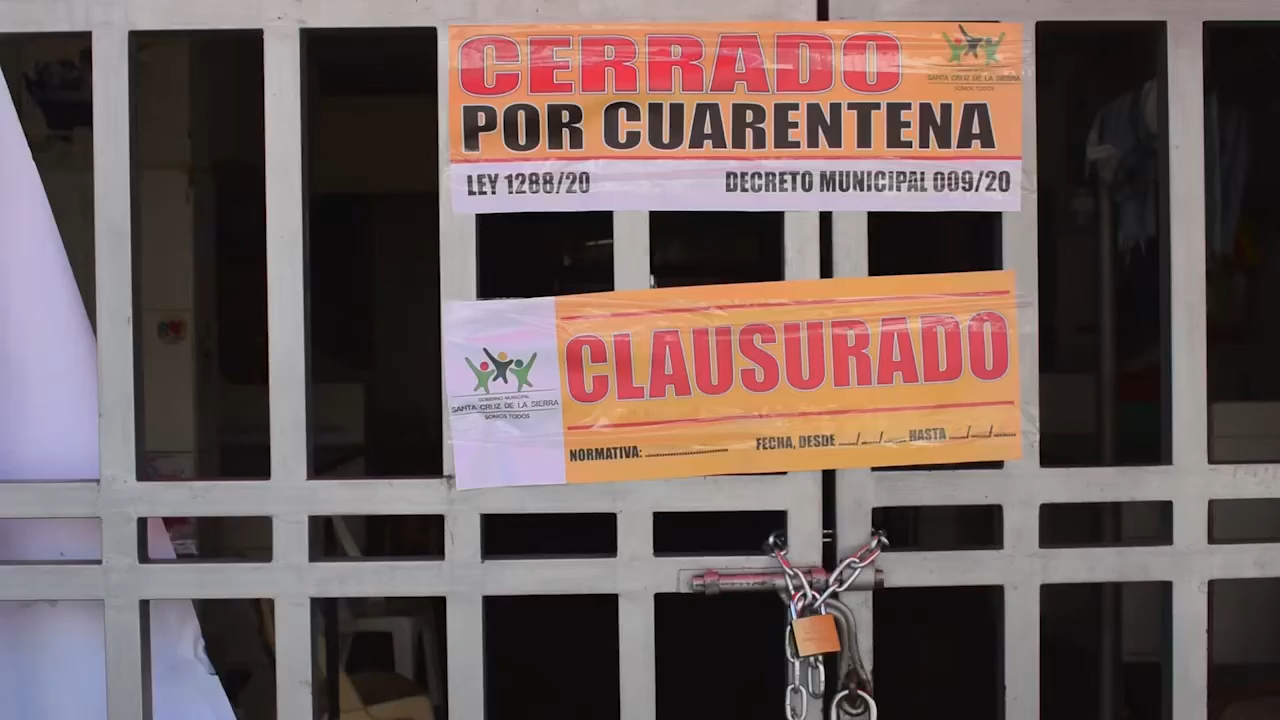 CERRADO
SANTA CRUZ DE LA SIERRA
SOMOS TODOS
POR CUARENTENA
LEY 1288/20
DECRETO MUNICIPAL 009/20
CLAUSURADO
GOBIERNO MUNICIPAL
SANTA CRUZ DE LA SIERRA
SOMOS TODOS
NORMATIVA: ........................
FECHA, DESDE ...../...../...... HASTA ...../...../......